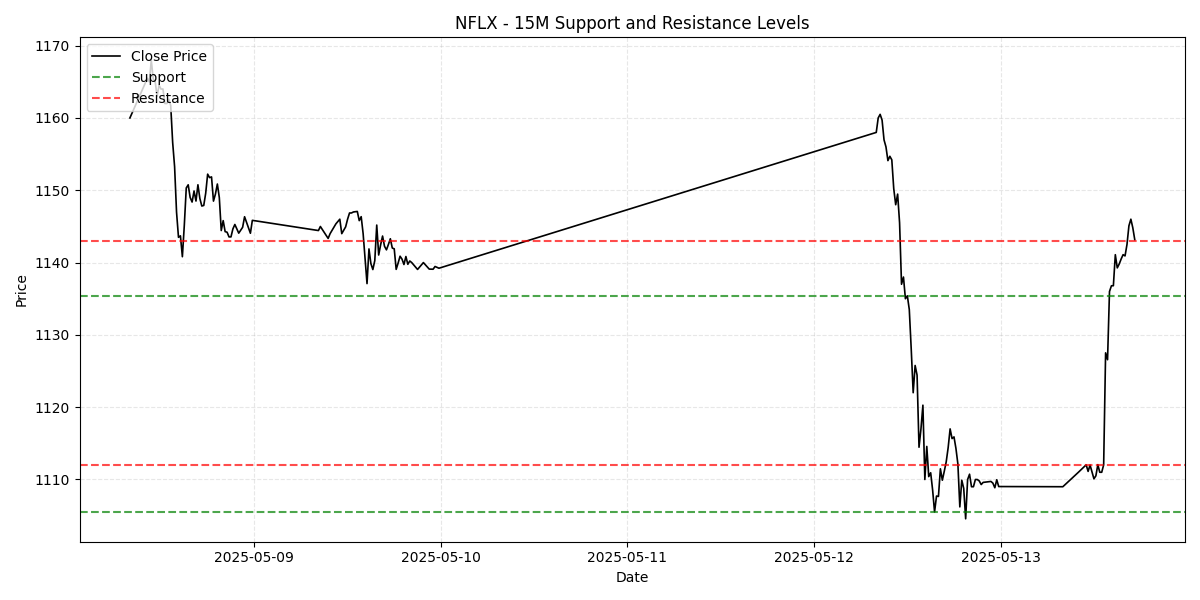 NFLX - 15M Support and Resistance Levels
Close Price
Support
Resistance
1170
1160
1150
1140
1130
1120
1110
Price
2025-05-09
2025-05-10
2025-05-11
2025-05-12
2025-05-13
Date